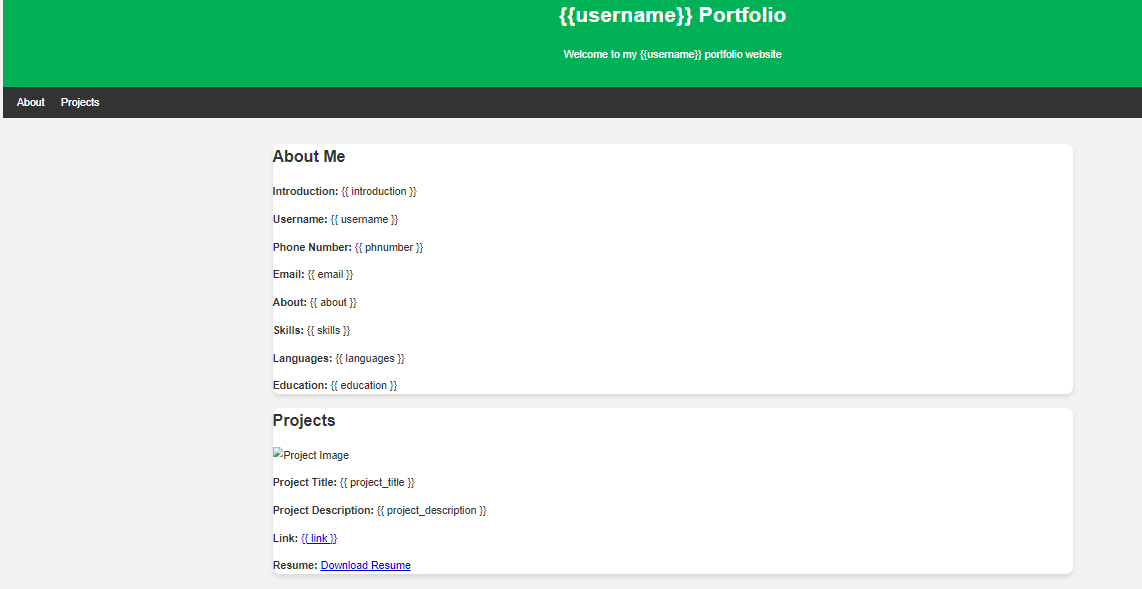 {{username}} Portfolio
Welcome to my {{username}} portfolio website
About Projects
About Me
Introduction: {{ introduction }}
Username: {{ username }}
Phone Number: {{ phnumber }}
Email: {{ email }}
About: {{ about }}
Skills: {{ skills }}
Languages: {{ languages }}
Education: {{ education }}
Projects
Project Image
Project Title: {{ project_title }}
Project Description: {{ project_description }}
Link: {{ link }}
Resume: Download Resume